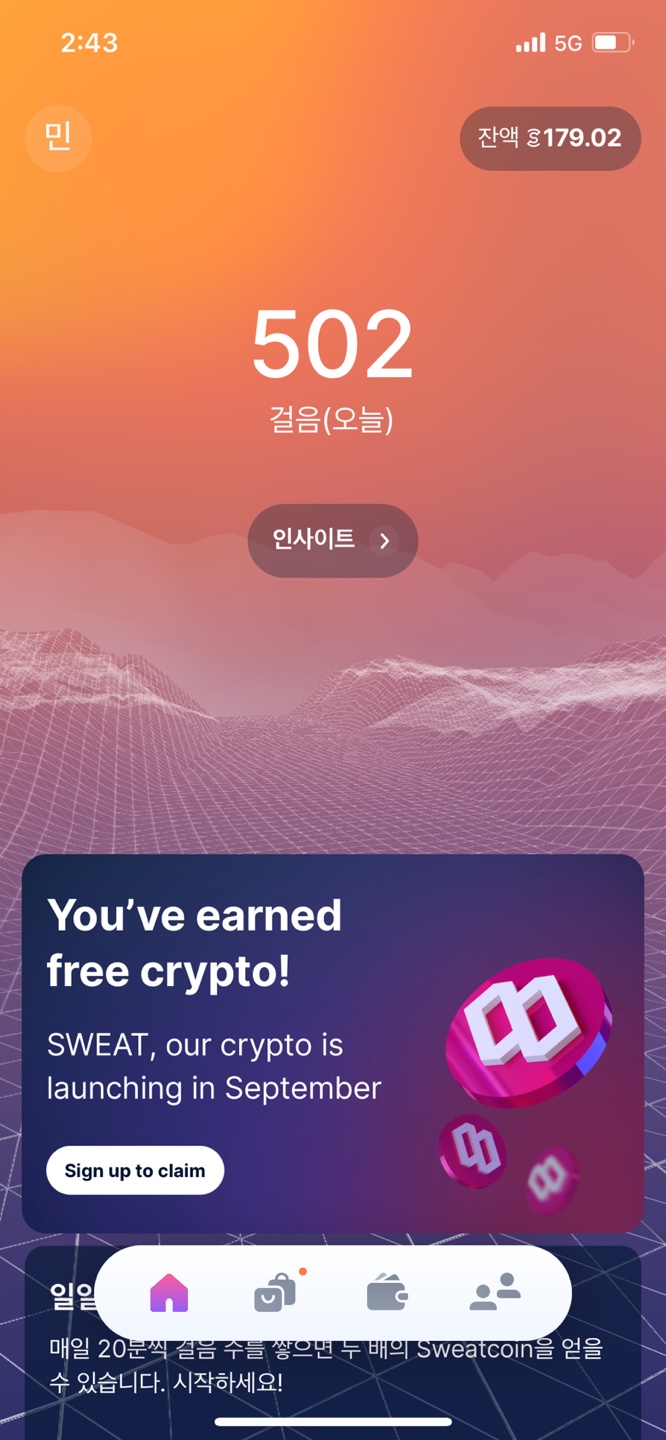 2:43 5G
민 잔액 179.02
502
걸음(오늘)
인사이트
You’ve earned
free crypto!
SWEAT, our crypto is
launching in September
Sign up to claim
일일
매일 20분씩 걸음 수를 쌓으면 두 배의 Sweatcoin을 얻을
수 있습니다. 시작하세요!